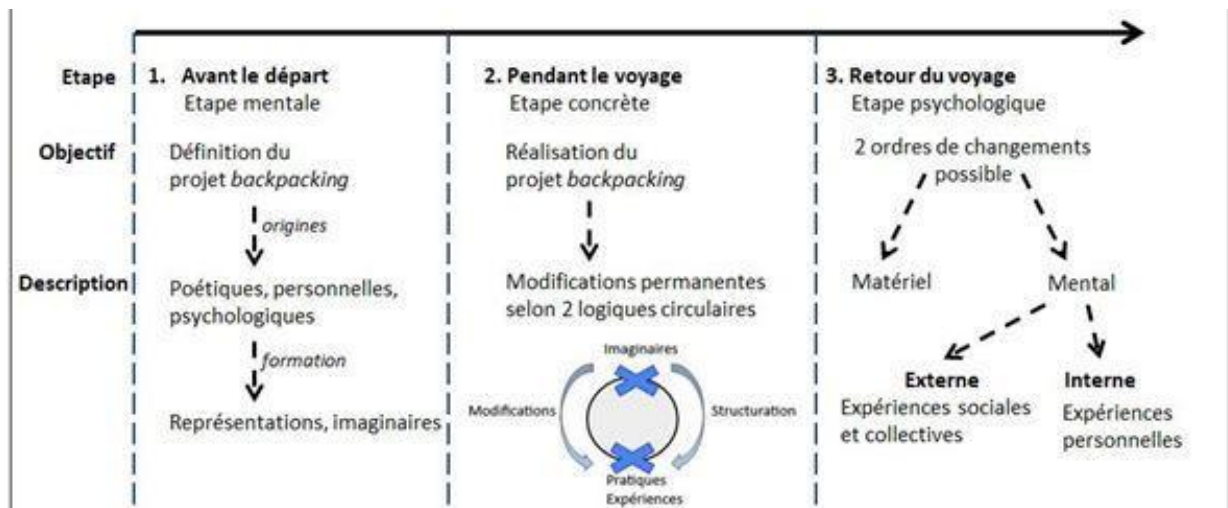 Etape
1. Avant le départ
Etape mentale
2. Pendant le voyage
Etape concrète
3. Retour du voyage
Etape psychologique
Objectif
Définition du
projet backpacking
Réalisation du
projet backpacking
2 ordres de changements
possible
origines
Description
Poétiques, personnelles,
psychologiques
Modifications permanentes
selon 2 logiques circulaires
Matériel
Mental
formation
Représentations, imaginaires
Imaginaires
Modifications
Structuration
Pratiques
Expériences
Externe
Expériences sociales
et collectives
Interne
Expériences
personnelles